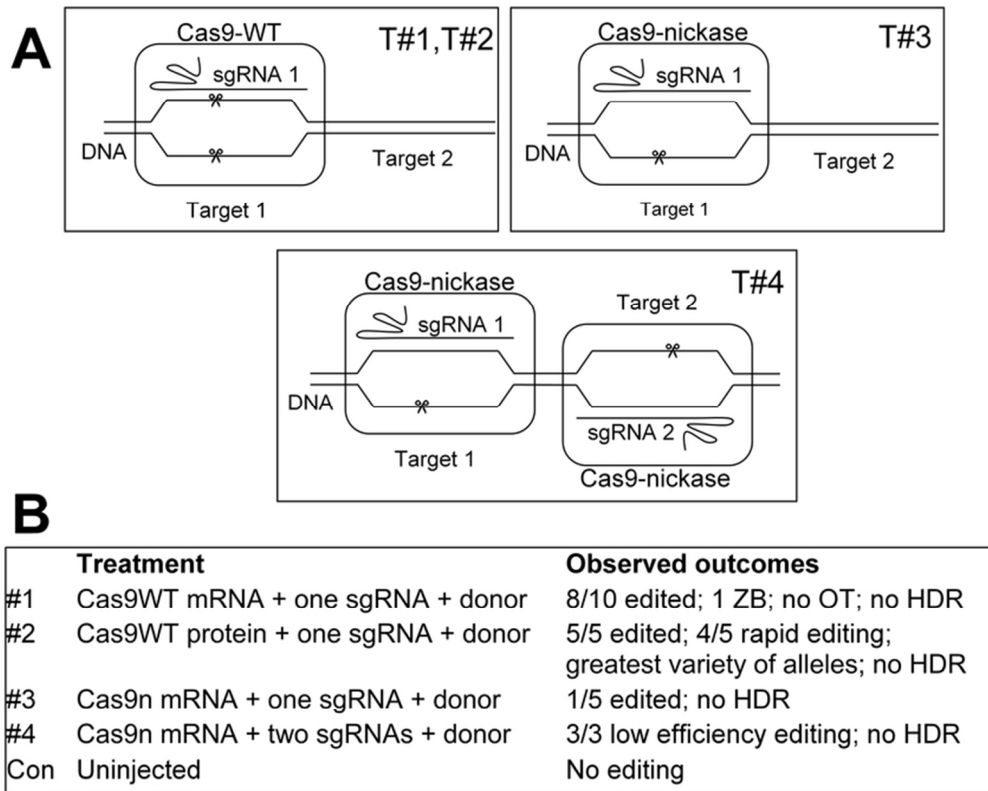 A
Cas9-WT
T#1,T#2
sgRNA 1
DNA
Target 2
Target 1
Cas9-nickase
T#3
sgRNA 1
DNA
Target 2
Target 1
T#4
Cas9-nickase
Target 2
sgRNA 1
DNA
sgRNA 2
Target 1
Cas9-nickase
B
Treatment Observed outcomes
#1 Cas9WT mRNA + one sgRNA + donor 8/10 edited; 1 ZB; no OT; no HDR
#2 Cas9WT protein + one sgRNA + donor 5/5 edited; 4/5 rapid editing;
greatest variety of alleles; no HDR
#3 Cas9n mRNA + one sgRNA + donor 1/5 edited; no HDR
#4 Cas9n mRNA + two sgRNAs + donor 3/3 low efficiency editing; no HDR
Con Uninjected No editing